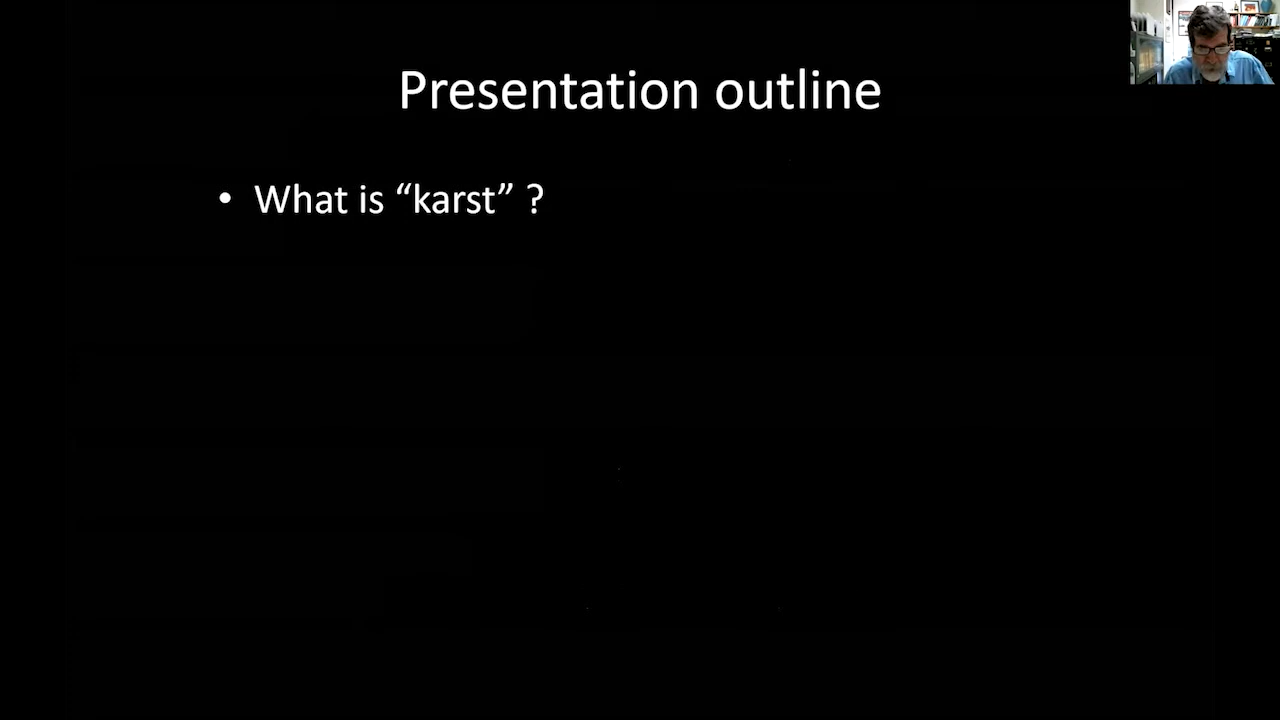 Presentation outline
• What is “karst” ?